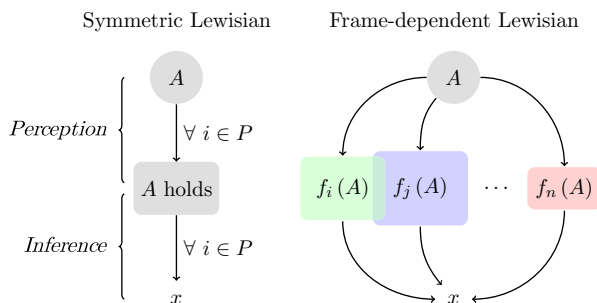 Symmetric Lewisian
Frame-dependent Lewisian
A
A
Perception
∀ i ∈ P
A holds
f_i (A)
f_j (A)
⋯
f_n (A)
Inference
∀ i ∈ P
x
x